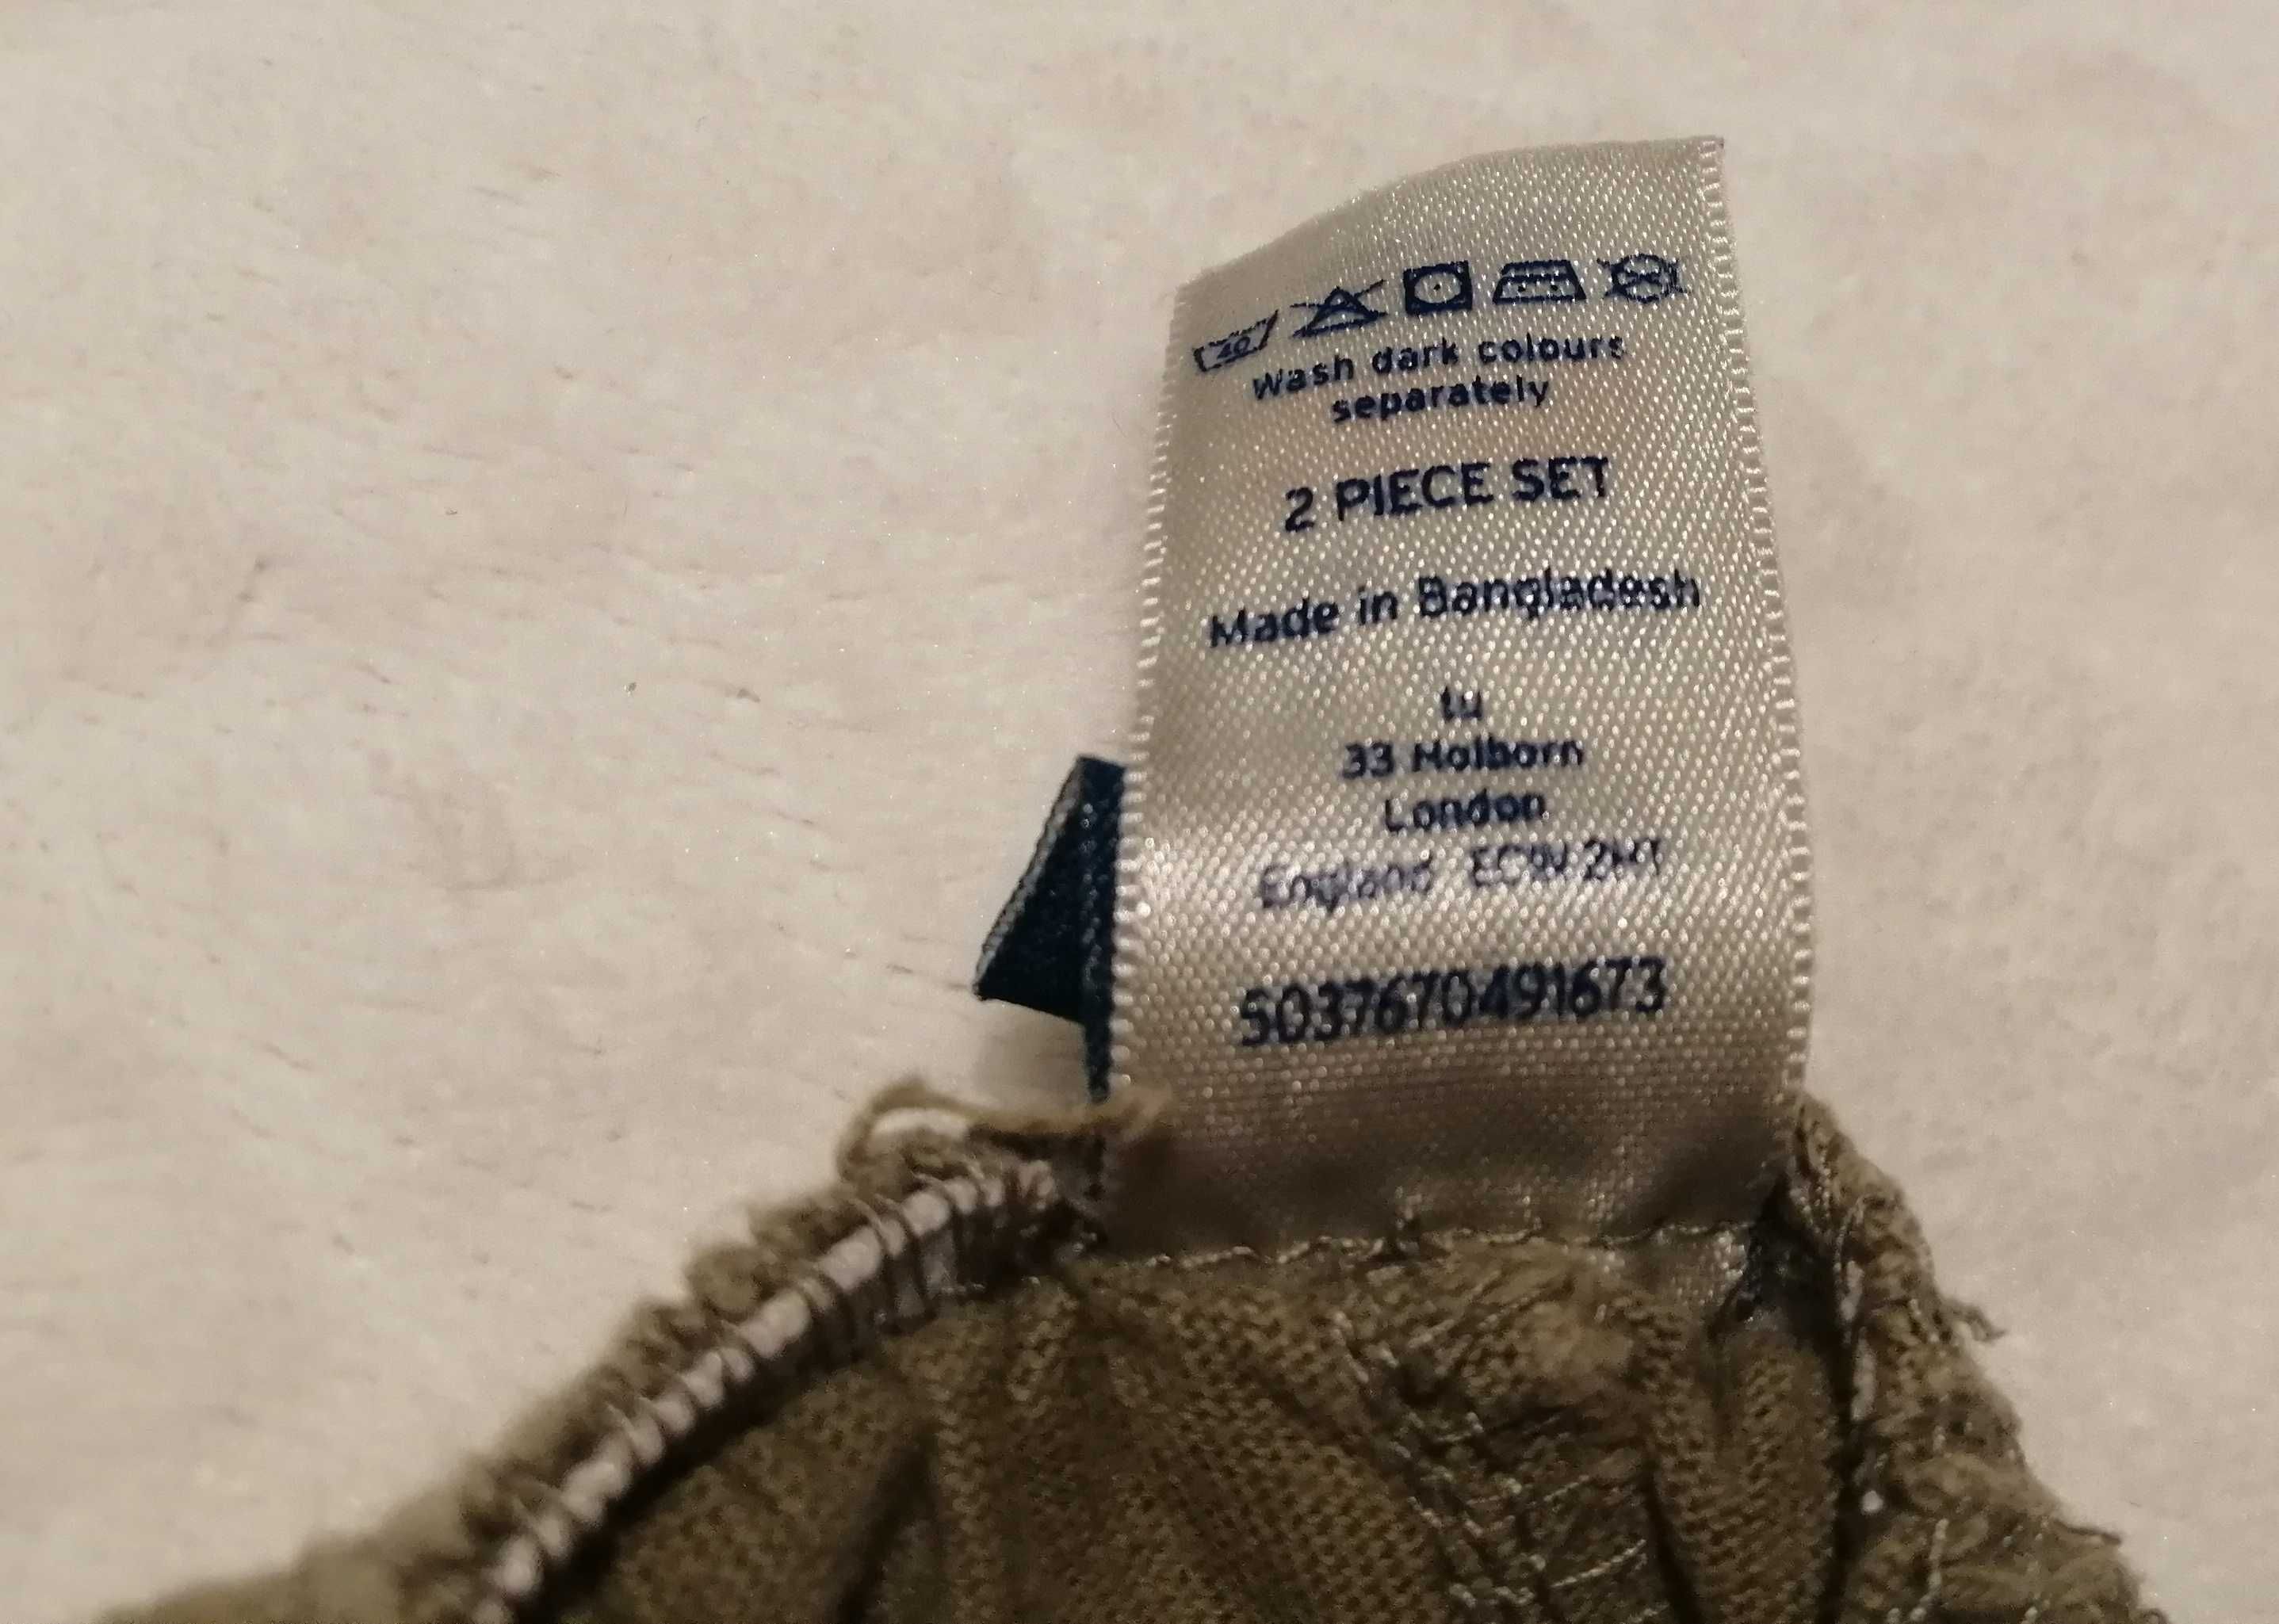 40
Wash dark colours
separately
2 PIECE SET
Made in Bangladesh
tu
33 Holborn
London
England EC1N 2HT
5037670491673